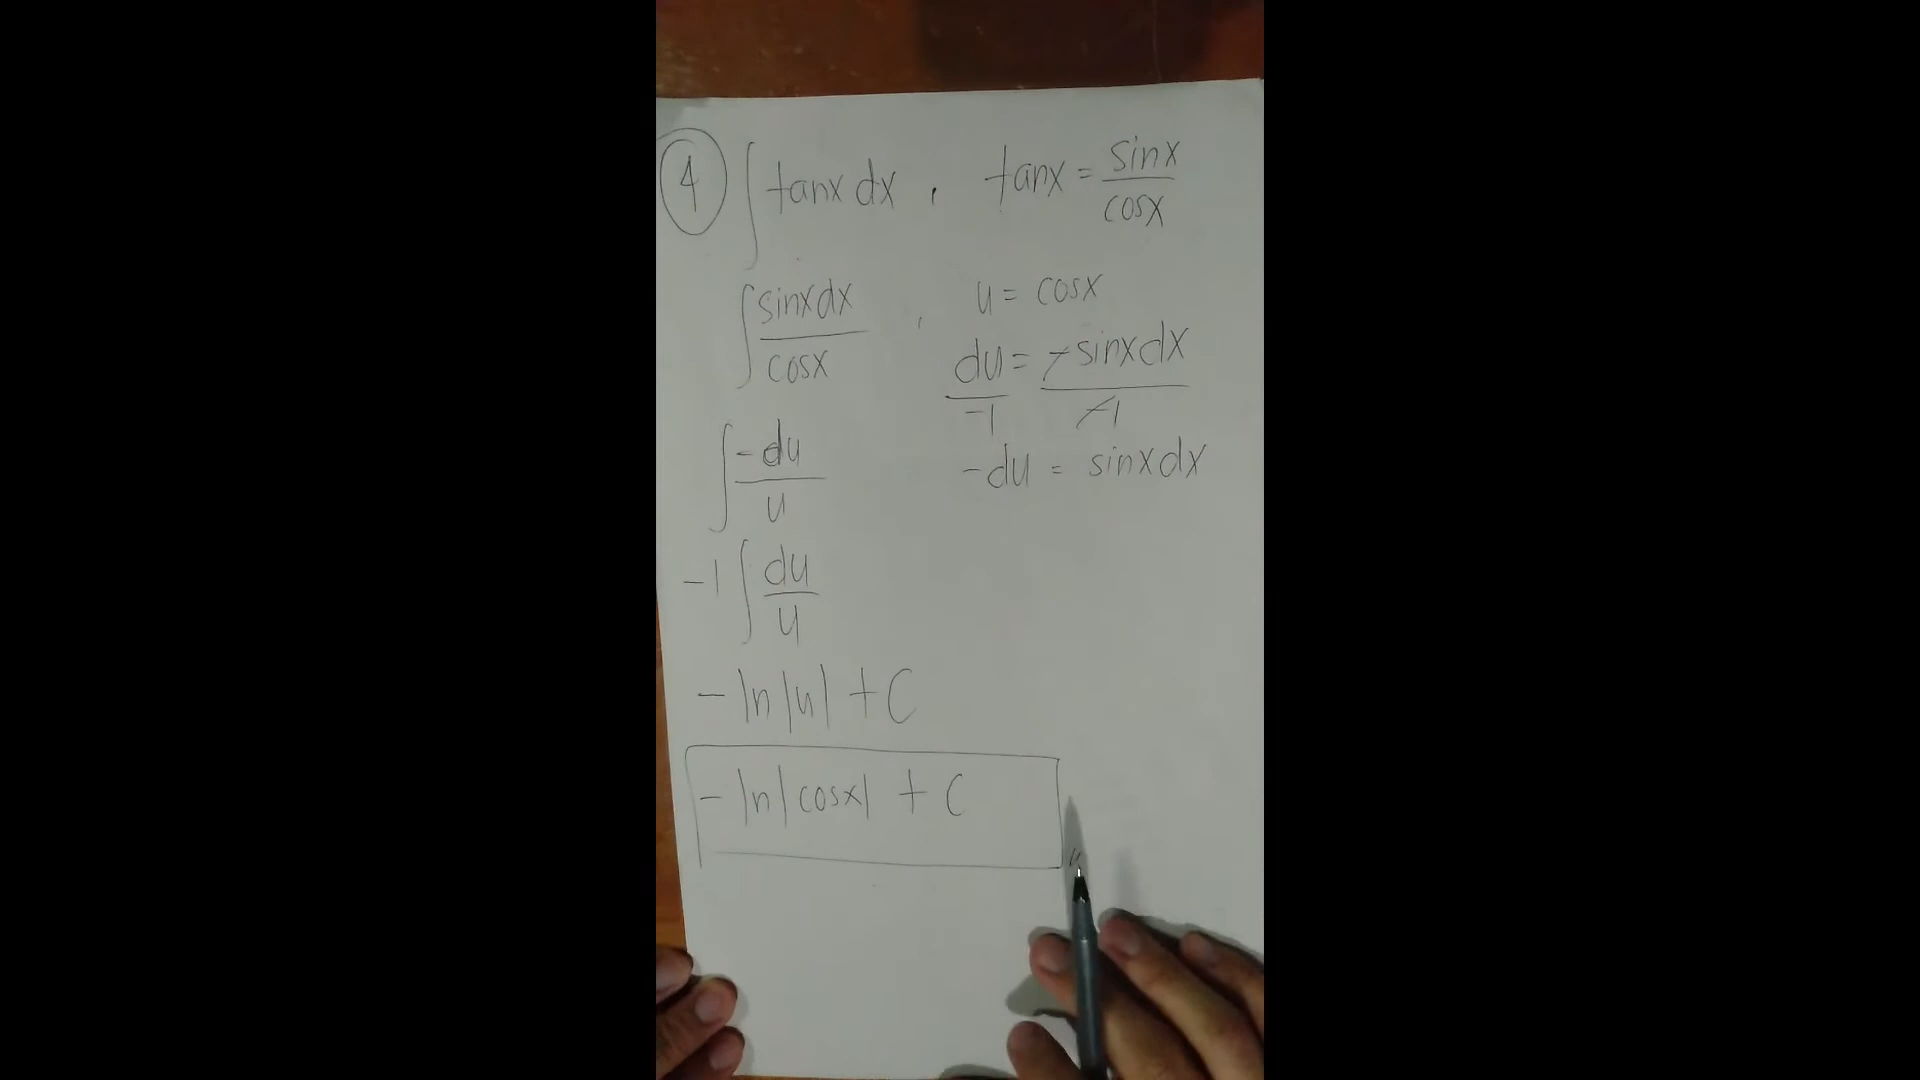 ④ ∫ tanx dx , tanx = sinx/cosx
∫ sinxdx/cosx , u = cosx
du/-1 = -sinxdx/-1
∫ -du/u -du = sinxdx
-1 ∫ du/u
- ln|u| + C
- ln|cosx| + C